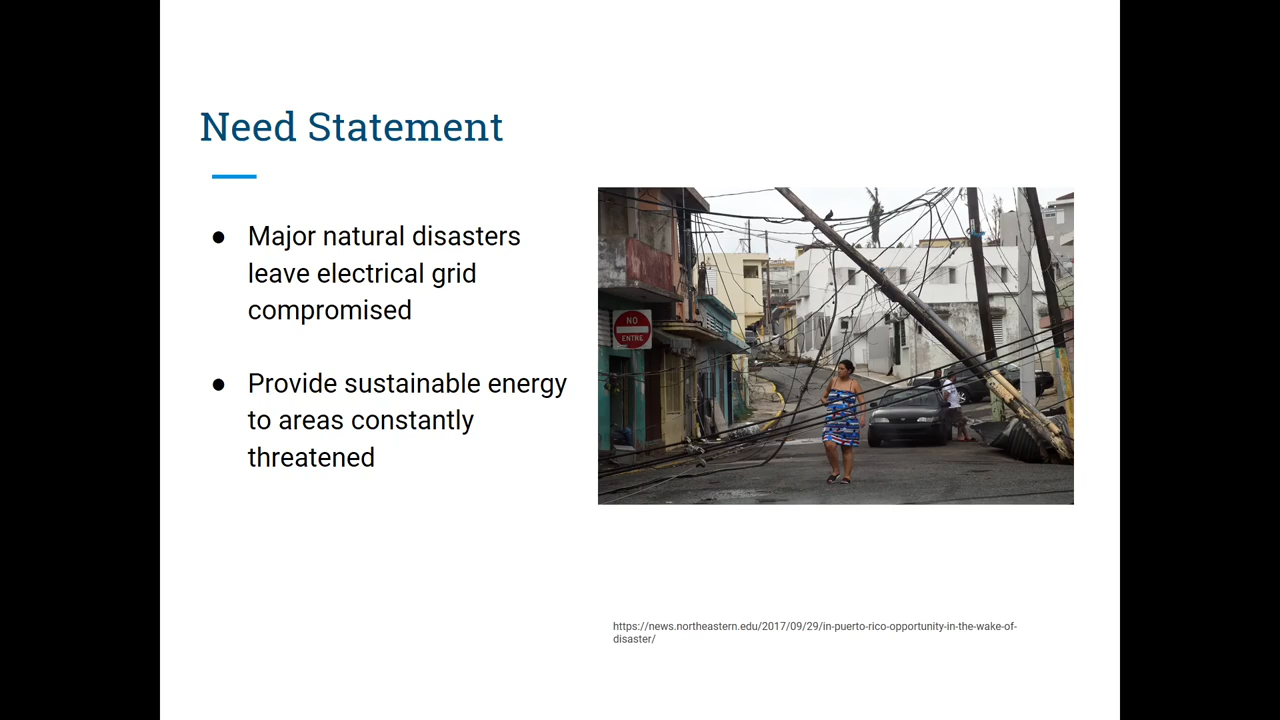 Need Statement
● Major natural disasters
leave electrical grid
compromised
● Provide sustainable energy
to areas constantly
threatened
NO
ENTRE
https://news.northeastern.edu/2017/09/29/in-puerto-rico-opportunity-in-the-wake-of-
disaster/